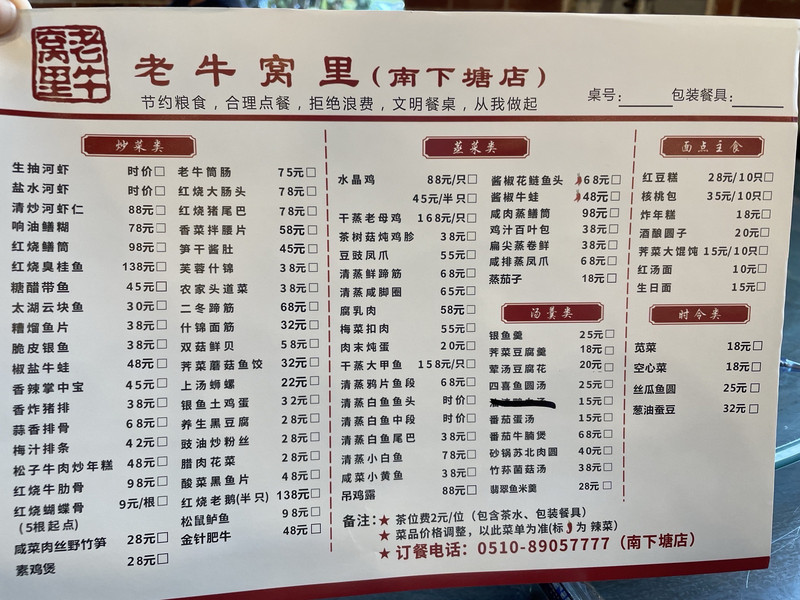 老牛窝里
老牛窝里(南下塘店)
节约粮食，合理点餐，拒绝浪费，文明餐桌，从我做起
桌号:
包装餐具:
炒菜类
生抽河虾 时价□
盐水河虾 时价□
清炒河虾仁 88元□
响油鳝糊 78元□
红烧鳝筒 98元□
红烧臭桂鱼 138元□
糖醋带鱼 45元□
太湖云块鱼 30元□
糟熘鱼片 38元□
脆皮银鱼 38元□
椒盐牛蛙 48元□
香辣掌中宝 45元□
香炸猪排 38元□
蒜香排骨 68元□
梅汁排条 42元□
松子牛肉炒年糕 48元□
红烧牛肋骨 98元□
红烧蝴蝶骨 9元/根□
(5根起点)
咸菜肉丝野竹笋 28元□
素鸡煲 28元□
老牛筒肠 75元□
红烧大肠头 78元□
红烧猪尾巴 78元□
香菜拌腰片 58元□
笋干酱肚 45元□
芙蓉什锦 38元□
农家头道菜 38元□
二冬蹄筋 68元□
什锦面筋 32元□
双菇鲜贝 58元□
荠菜蘑菇鱼饺 32元□
上汤蛳螺 22元□
银鱼土鸡蛋 32元□
养生黑豆腐 28元□
豉油炒粉丝 28元□
腊肉花菜 28元□
酸菜黑鱼片 48元□
红烧老鹅(半只) 138元□
松鼠鲈鱼 98元□
金针肥牛 48元□
蒸菜类
水晶鸡 88元/只□
45元/半只□
干蒸老母鸡 168元/只□
茶树菇炖鸡胗 38元□
豆豉凤爪 55元□
清蒸鲜蹄筋 68元□
清蒸咸脚圈 65元□
腐乳肉 58元□
梅菜扣肉 55元□
肉末炖蛋 20元□
干蒸大甲鱼 158元/只□
清蒸鸦片鱼段 68元□
清蒸白鱼鱼头 时价□
清蒸白鱼中段 时价□
清蒸白鱼尾巴 38元□
清蒸小白鱼 78元□
咸菜小黄鱼 38元□
吊鸡露 88元□
酱椒花鲢鱼头 68元□
酱椒牛蛙 48元□
咸肉蒸鳝筒 98元□
鸡汁百叶包 38元□
扁尖蒸卷鲜 38元□
咸排蒸凤爪 68元□
蒸茄子 18元□
汤羹类
银鱼羹 25元□
荠菜豆腐羹 18元□
荤汤豆腐花 20元□
四喜鱼圆汤 25元□
15元□
番茄蛋汤 15元□
番茄牛腩煲 68元□
砂锅苏北肉圆 40元□
竹荪菌菇汤 38元□
翡翠鱼米羹 28元□
面点主食
红豆糕 28元/10只□
核桃包 35元/10只□
炸年糕 18元□
酒酿圆子 20元□
荠菜大馄饨 15元/10只□
红汤面 10元□
生日面 15元□
时令类
苋菜 18元□
空心菜 18元□
丝瓜鱼圆 25元□
葱油蚕豆 32元□
备注：★ 茶位费2元/位（包含茶水、包装餐具）
★ 菜品价格调整，以此菜单为准(标 为 辣菜)
★ 订餐电话：0510-89057777（南下塘店）